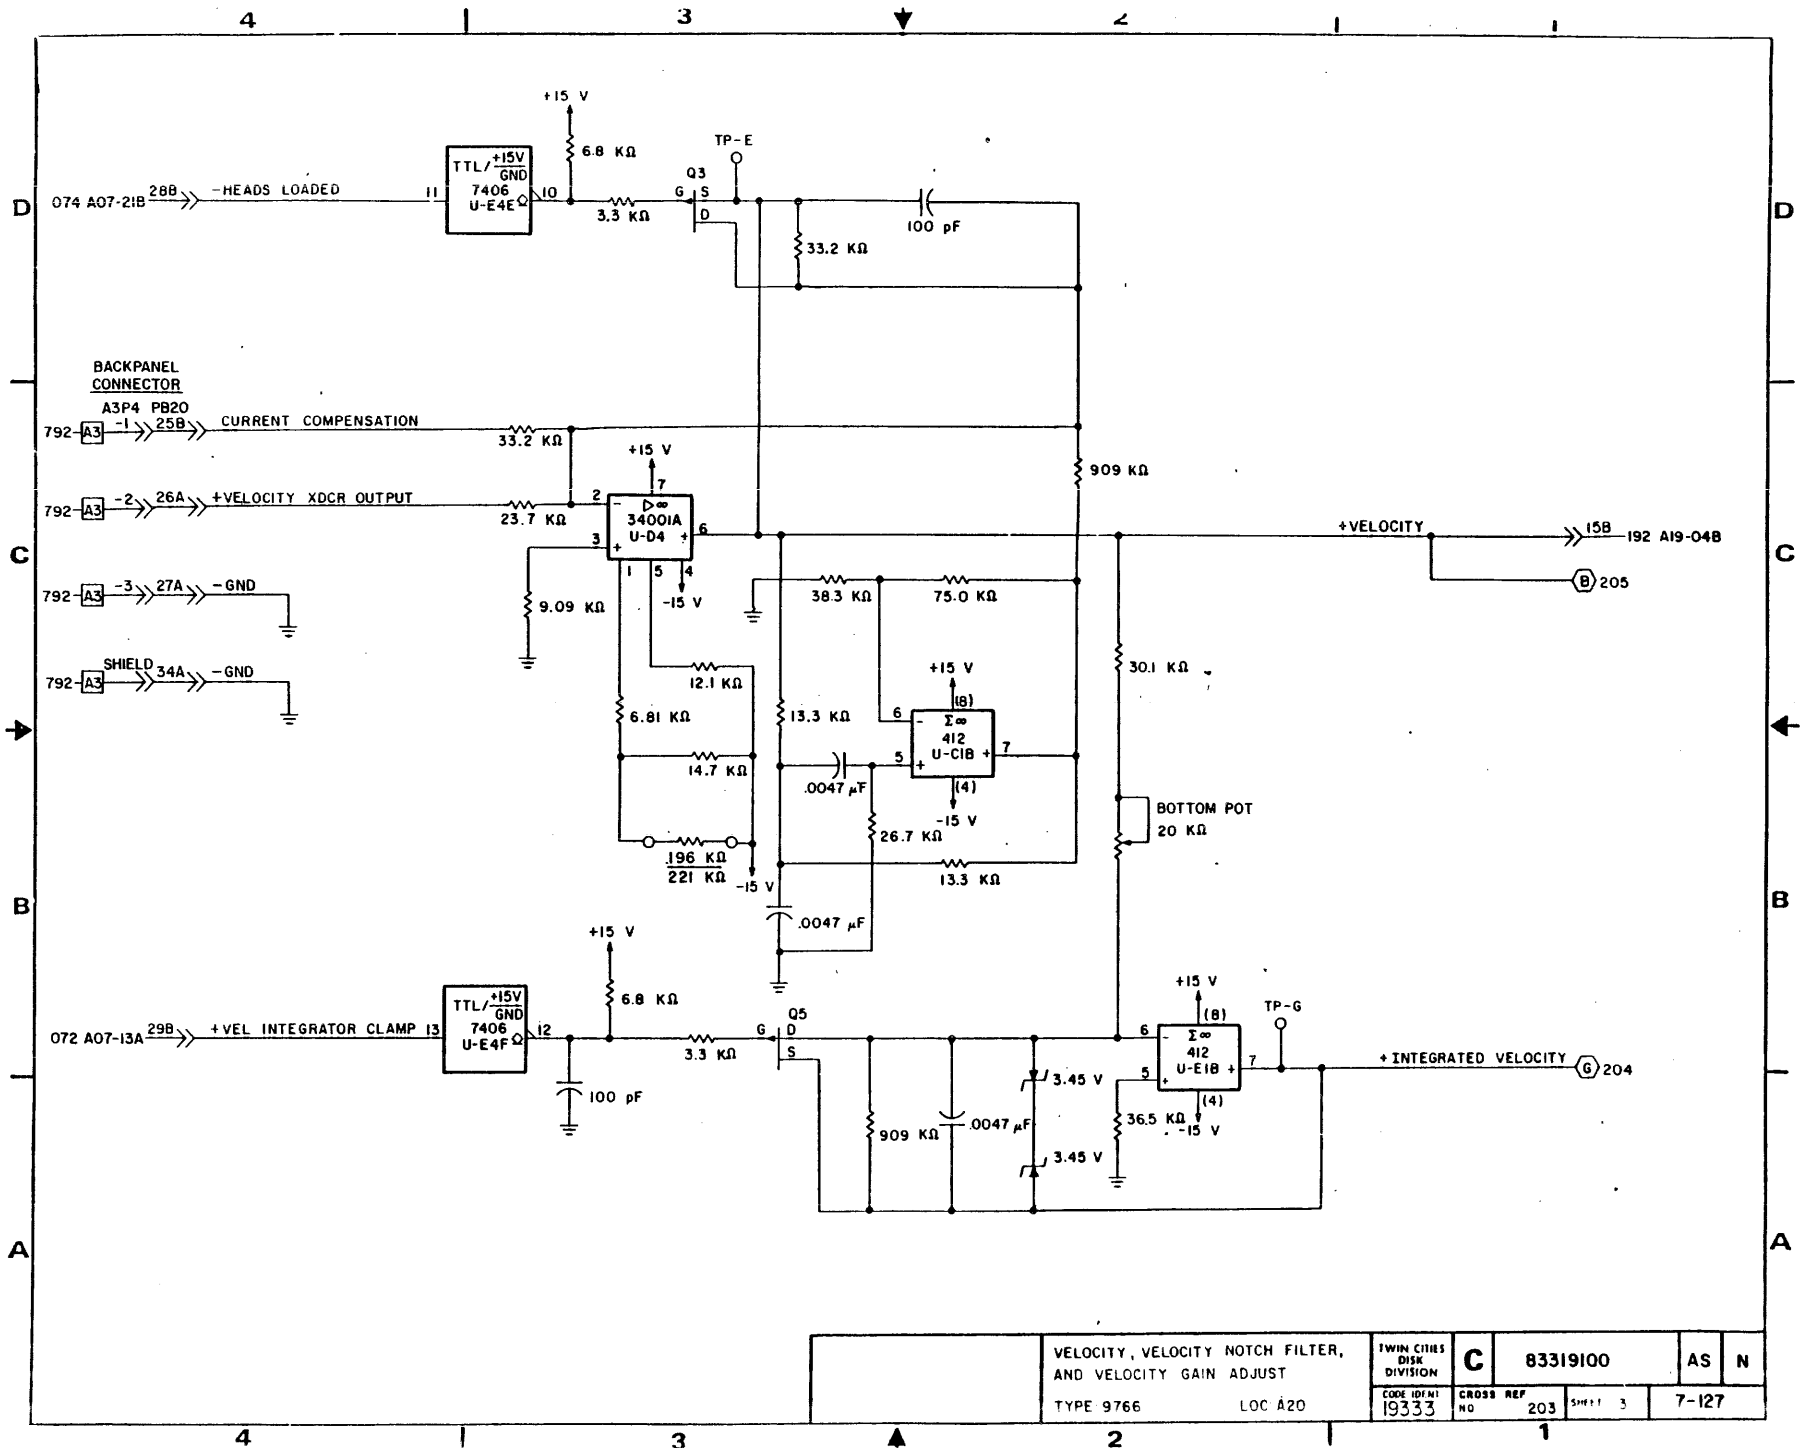 4 3 2
+15 V
TP-E
6.8 KΩ
TTL/+15V
GND
7406
U-E4E
Q3
D 074 A07-21B 28B -HEADS LOADED 11 10 G S D
3.3 KΩ
D
100 pF
33.2 KΩ
BACKPANEL
CONNECTOR
A3P4 PB20
792-A3 -1 25B CURRENT COMPENSATION
33.2 KΩ
+15 V
7
909 KΩ
792-A3 -2 26A +VELOCITY XDCR OUTPUT 2 -
23.7 KΩ
▷∞
34001A
U-D4 + 6
3 +
1 5 4
-15 V
+VELOCITY 15B 192 A19-04B
B 205
C C
38.3 KΩ 75.0 KΩ
792-A3 -3 27A -GND
9.09 KΩ
792-A3 SHIELD 34A -GND
12.1 KΩ
30.1 KΩ
+15 V
(8)
6.81 KΩ 13.3 KΩ
6 - Σ∞
412
U-C1B + 7
5 +
(4)
-15 V
14.7 KΩ
.0047 µF
BOTTOM POT
20 KΩ
26.7 KΩ
196 KΩ
221 KΩ
-15 V
13.3 KΩ
B B
.0047 µF
+15 V
6.8 KΩ
TTL/+15V
GND
7406
U-E4F
072 A07-13A 29B +VEL INTEGRATOR CLAMP 13 12
3.3 KΩ
Q5
G D
S
100 pF
+15 V
(8)
TP-G
6 - Σ∞
412
U-E1B + 7
5 +
(4)
-15 V
+INTEGRATED VELOCITY G 204
3.45 V
36.5 KΩ
909 KΩ .0047 µF
3.45 V
A A
VELOCITY, VELOCITY NOTCH FILTER,
AND VELOCITY GAIN ADJUST
TYPE 9766 LOC A20
TWIN CITIES
DISK
DIVISION
C 83319100 AS N
CODE IDENT
19333
CROSS REF
NO 203
SHEET 3
7-127
4 3 2 1